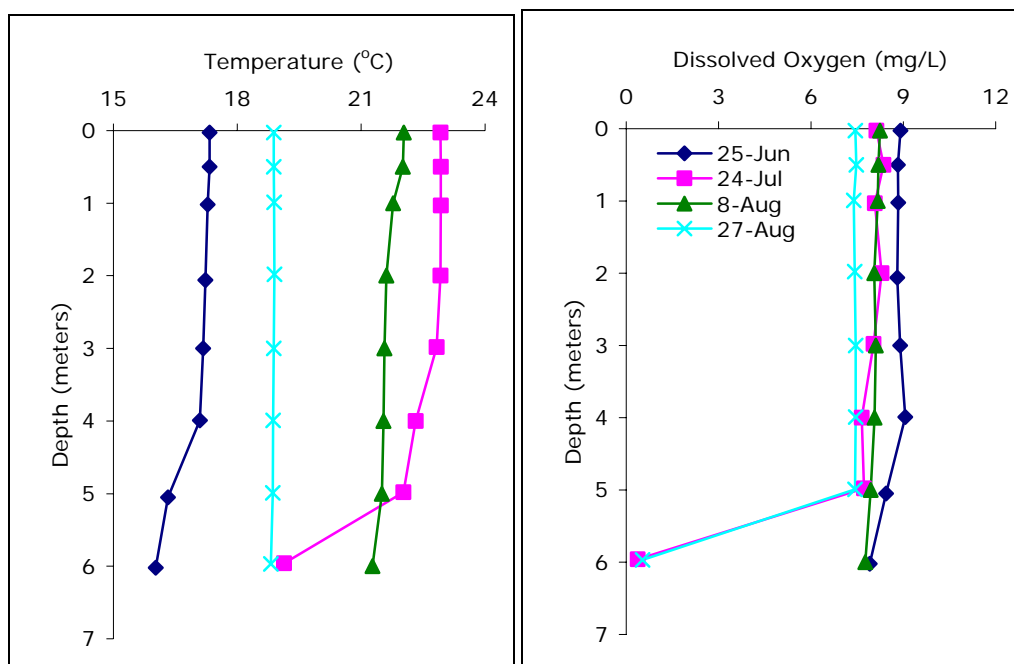 Temperature (°C)
15 18 21 24
0
1
2
3
4
5
6
7
Depth (meters)
Dissolved Oxygen (mg/L)
0 3 6 9 12
0
1
2
3
4
5
6
7
Depth (meters)
25-Jun
24-Jul
8-Aug
27-Aug